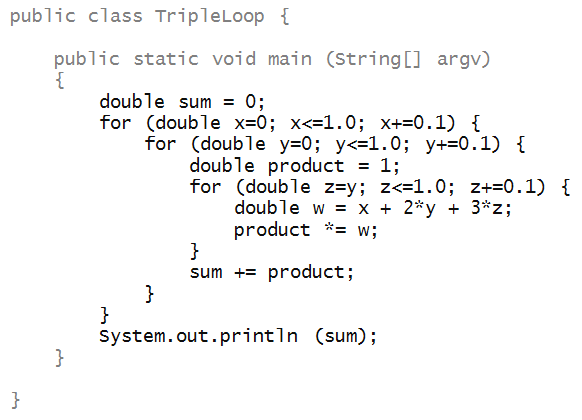 public class TripleLoop {
    public static void main (String[] argv)
    {
        double sum = 0;
        for (double x=0; x<=1.0; x+=0.1) {
            for (double y=0; y<=1.0; y+=0.1) {
                double product = 1;
                for (double z=y; z<=1.0; z+=0.1) {
                    double w = x + 2*y + 3*z;
                    product *= w;
                }
                sum += product;
            }
        }
        System.out.println (sum);
    }
}